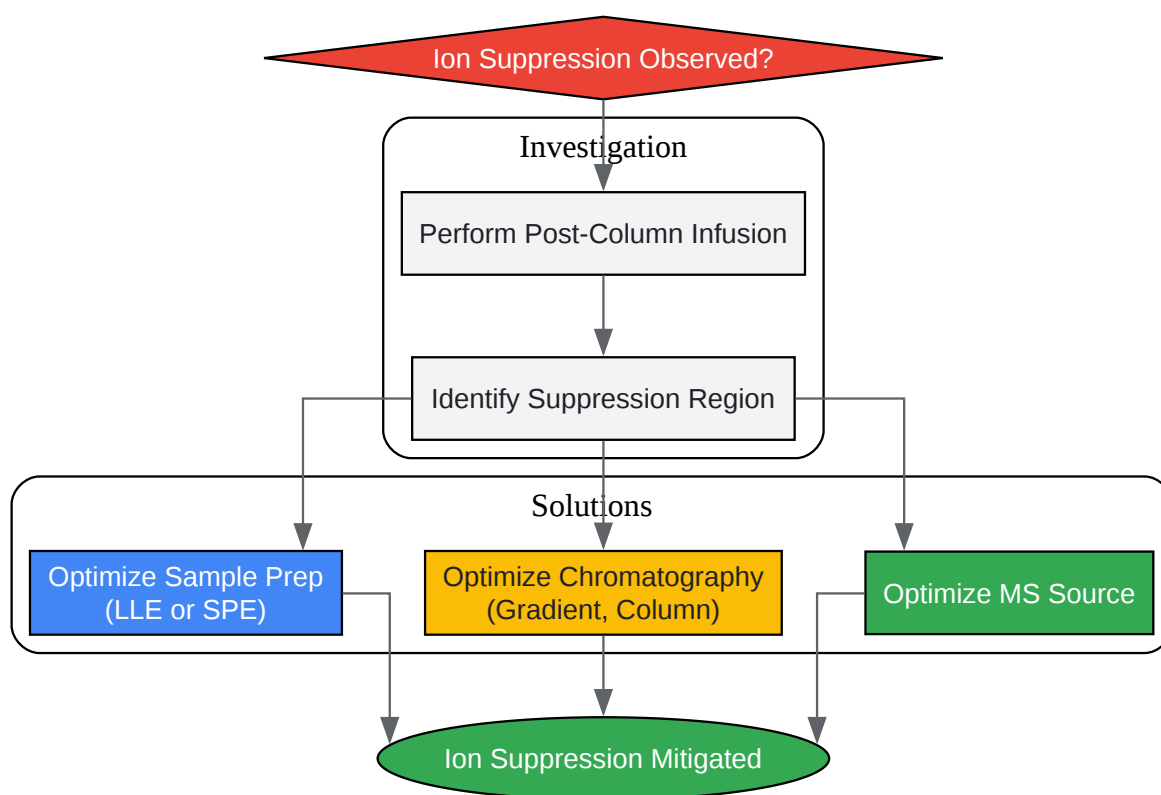 Ion Suppression Observed?
Investigation
Perform Post-Column Infusion
Identify Suppression Region
Solutions
Optimize Sample Prep
(LLE or SPE)
Optimize Chromatography
(Gradient, Column)
Optimize MS Source
Ion Suppression Mitigated